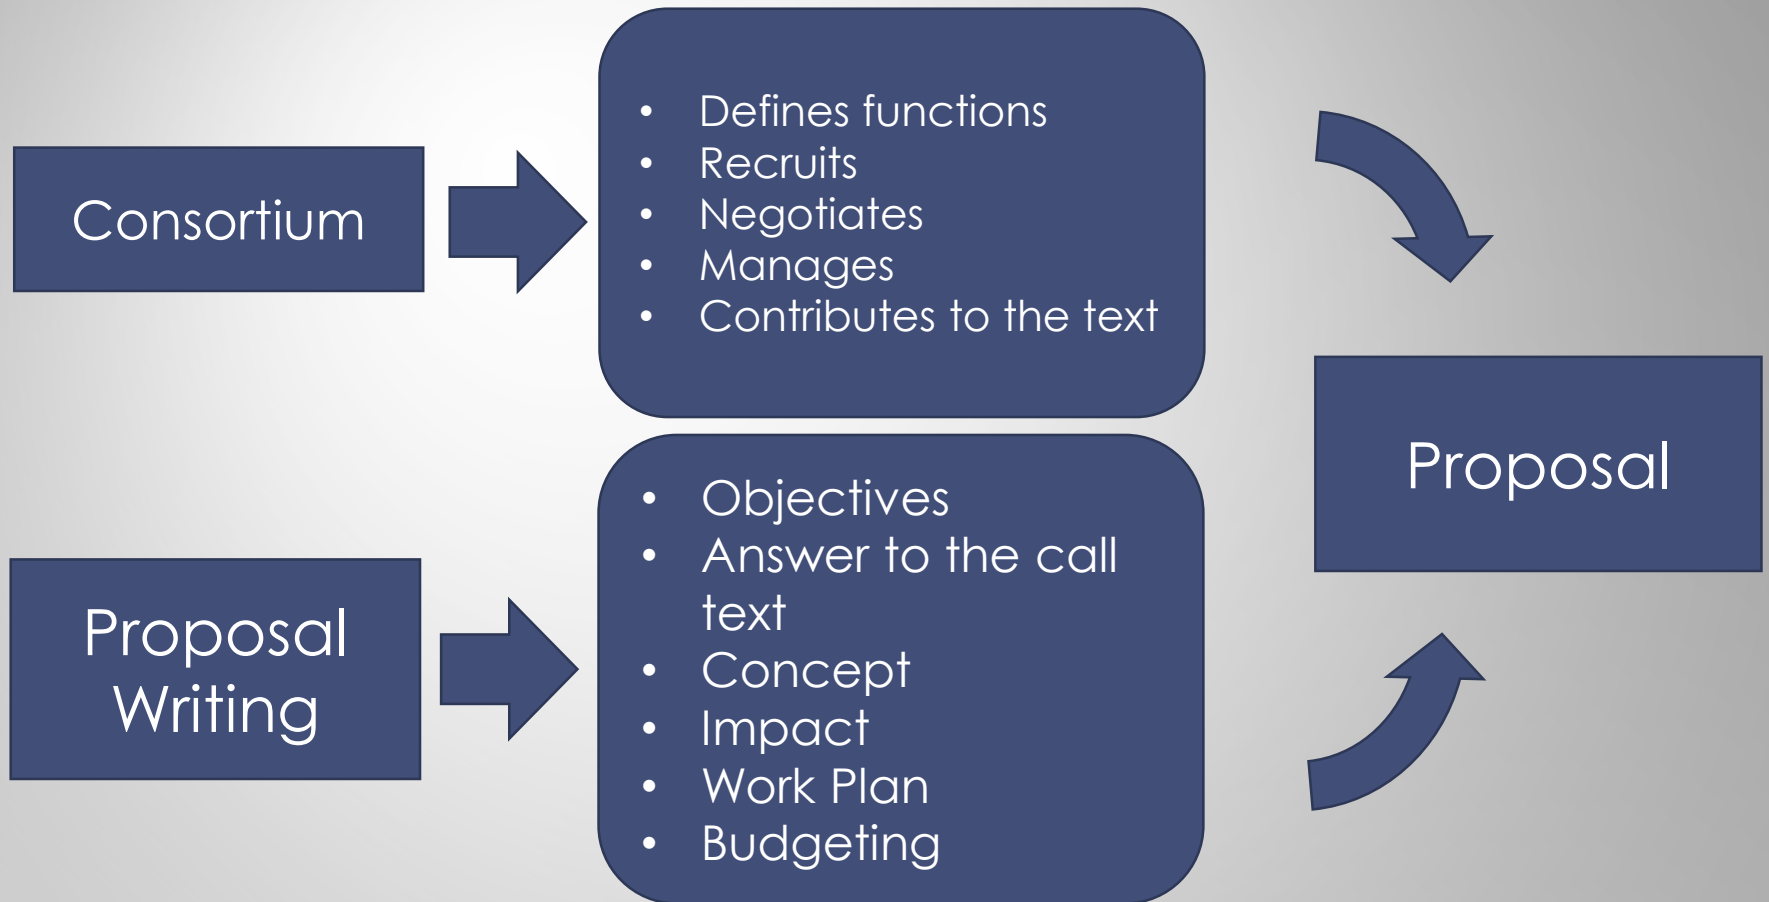 Consortium
• Defines functions
• Recruits
• Negotiates
• Manages
• Contributes to the text
Proposal
Writing
• Objectives
• Answer to the call
text
• Concept
• Impact
• Work Plan
• Budgeting
Proposal